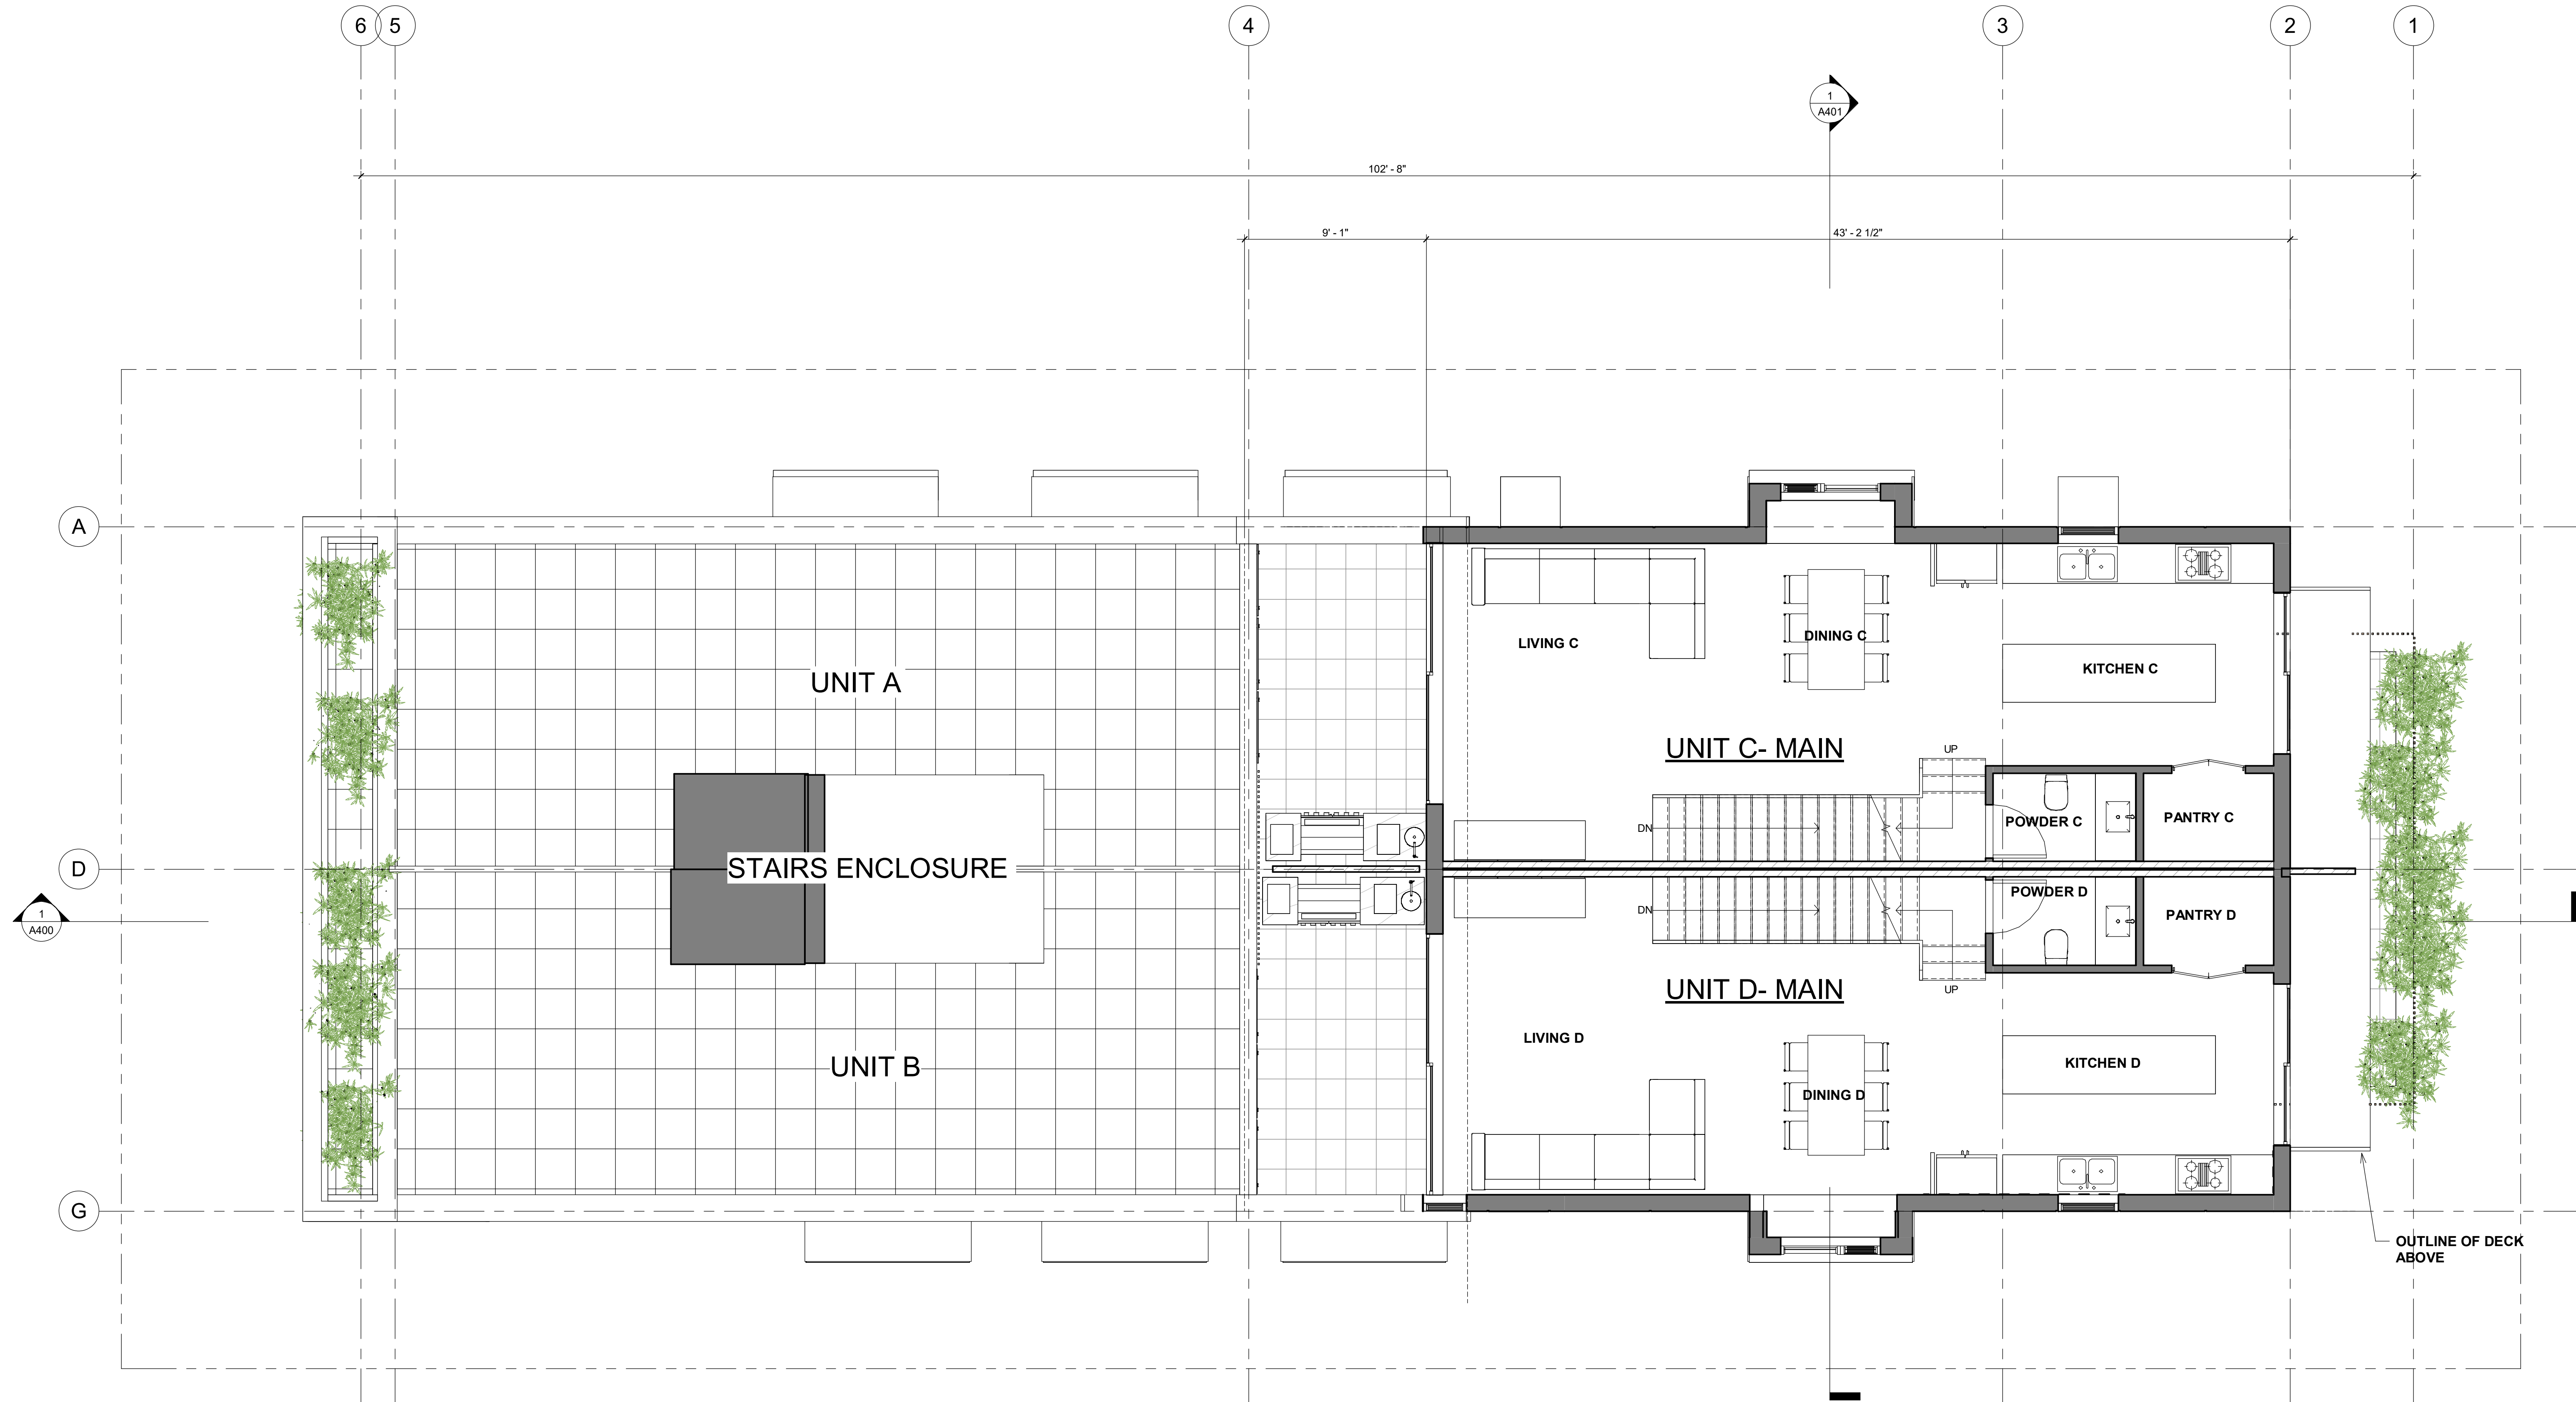 6 5 4 3 2 1
1
A401
102' - 8"
9' - 1"
43' - 2 1/2"
A
DINING C
LIVING C
KITCHEN C
UNIT A
UNIT C- MAIN
UP
POWDER C
PANTRY C
DN
D
STAIRS ENCLOSURE
POWDER D
PANTRY D
DN
1
A400
UNIT D- MAIN
UP
LIVING D
UNIT B
KITCHEN D
DINING D
G
OUTLINE OF DECK
ABOVE